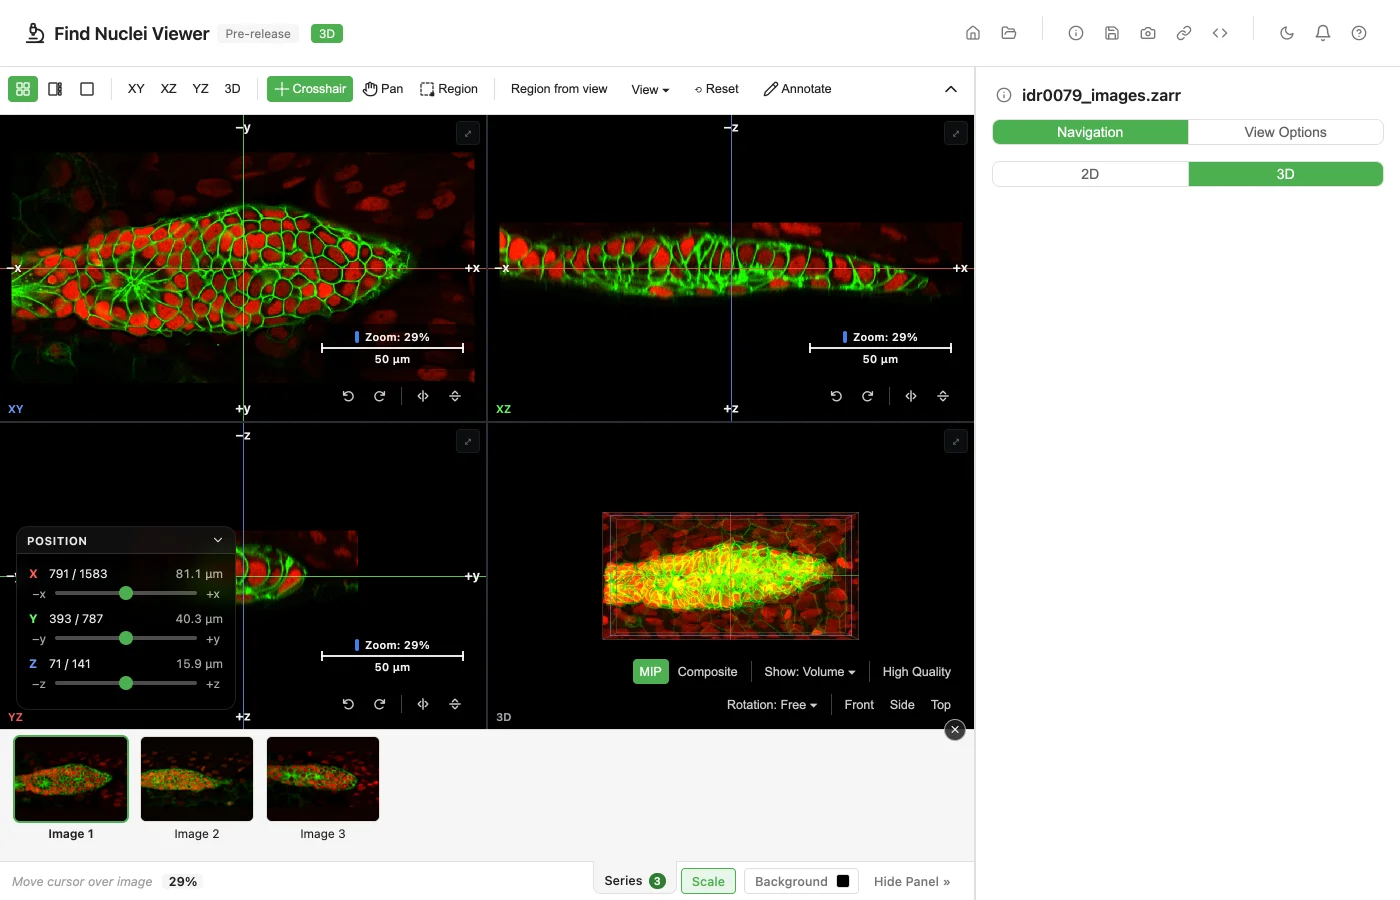 Find Nuclei Viewer Pre-release 3D
XY XZ YZ 3D Crosshair Pan Region Region from view View Reset Annotate
idr0079_images.zarr
Navigation View Options
2D 3D
−y
−x +x
Zoom: 29%
50 µm
XY +y
−z
−x +x
Zoom: 29%
50 µm
XZ +z
−z
+y
POSITION
X 791 / 1583 81.1 µm
−x +x
Y 393 / 787 40.3 µm
−y +y
Z 71 / 141 15.9 µm
−z +z
Zoom: 29%
50 µm
YZ +z
MIP Composite Show: Volume High Quality
Rotation: Free Front Side Top
3D
Image 1 Image 2 Image 3
Move cursor over image 29% Series 3 Scale Background Hide Panel »